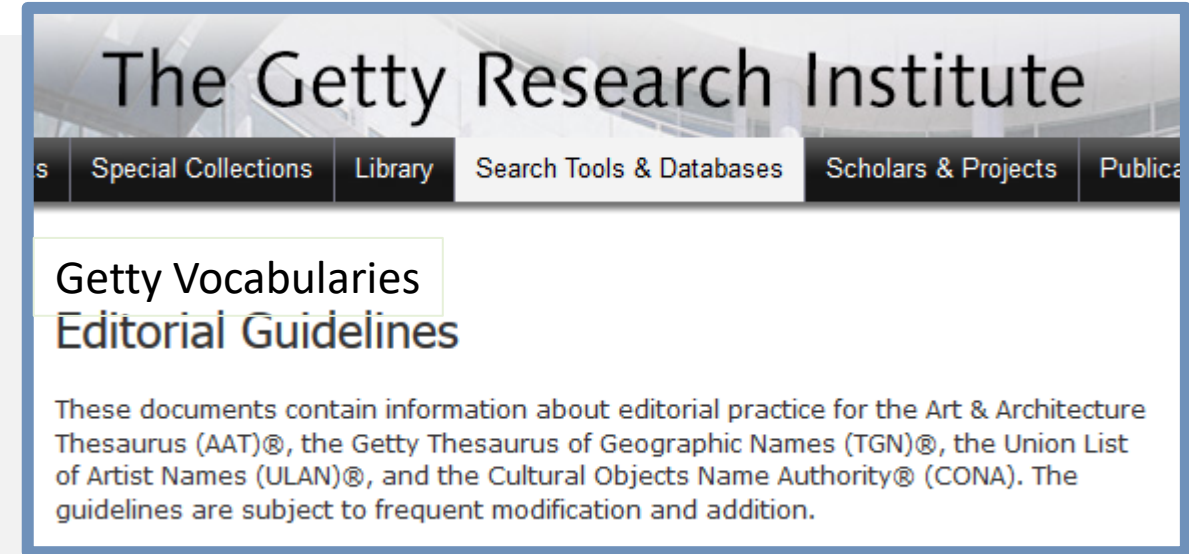 The Getty Research Institute
s Special Collections Library Search Tools & Databases Scholars & Projects Publica
Getty Vocabularies
Editorial Guidelines
These documents contain information about editorial practice for the Art & Architecture
Thesaurus (AAT)®, the Getty Thesaurus of Geographic Names (TGN)®, the Union List
of Artist Names (ULAN)®, and the Cultural Objects Name Authority® (CONA). The
guidelines are subject to frequent modification and addition.